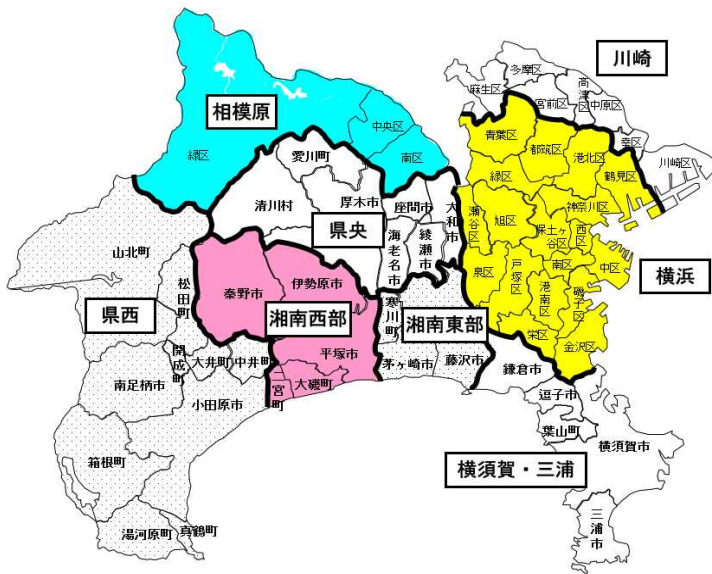 川崎
多摩区
麻生区
高津区
宮前区
中原区
幸区
川崎区
相模原
中央区
緑区
南区
青葉区
都筑区
港北区
鶴見区
緑区
神奈川区
瀬谷区
旭区
保土ヶ谷区
西区
泉区
戸塚区
南区
中区
港南区
磯子区
栄区
金沢区
横浜
愛川町
清川村
厚木市
座間市
大和市
県央
海老名市
綾瀬市
山北町
松田町
県西
開成町
大井町
中井町
南足柄市
小田原市
箱根町
湯河原町
真鶴町
秦野市
伊勢原市
湘南西部
平塚市
二宮町
大磯町
寒川町
湘南東部
茅ヶ崎市
藤沢市
鎌倉市
逗子市
葉山町
横須賀市
横須賀・三浦
三浦市